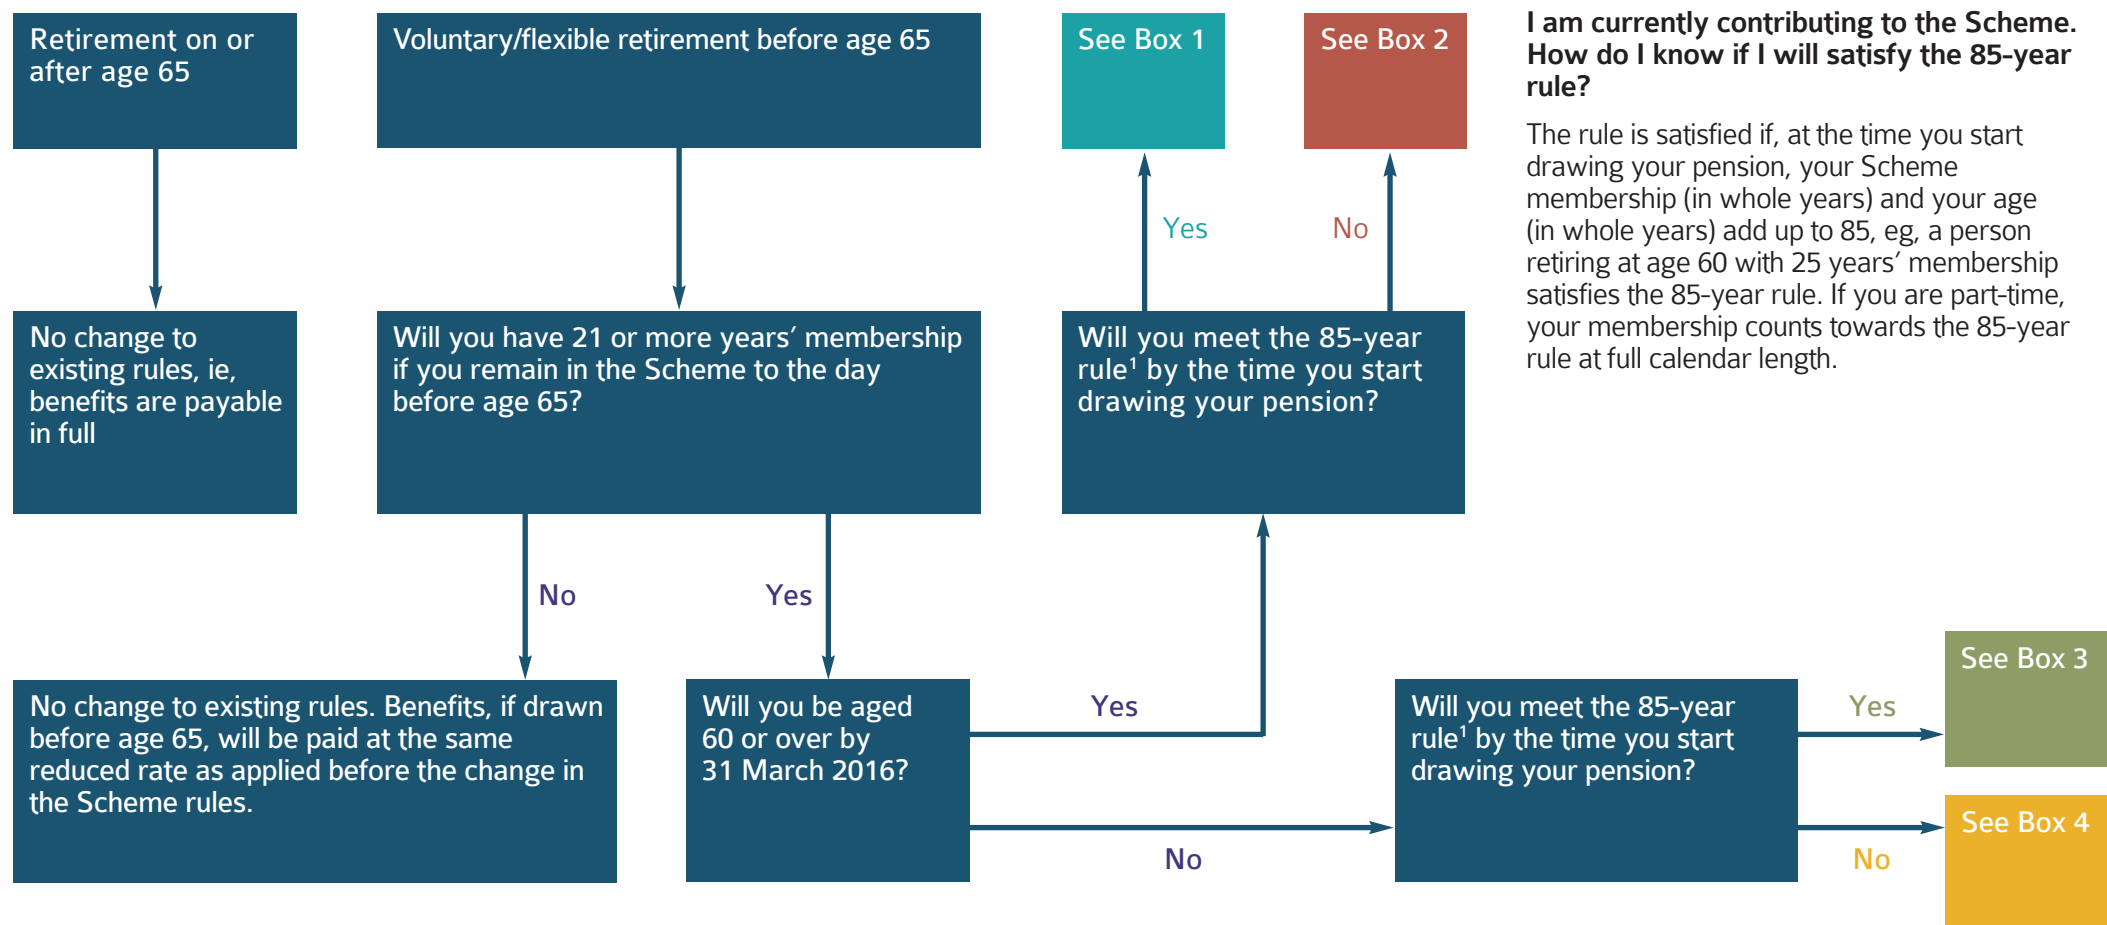 Retirement on or
after age 65
No change to
existing rules, ie,
benefits are payable
in full
Voluntary/flexible retirement before age 65
Will you have 21 or more years’ membership
if you remain in the Scheme to the day
before age 65?
No
Yes
No change to existing rules. Benefits, if drawn
before age 65, will be paid at the same
reduced rate as applied before the change in
the Scheme rules.
Will you be aged
60 or over by
31 March 2016?
Yes
No
See Box 1
See Box 2
Yes
No
Will you meet the 85-year
rule¹ by the time you start
drawing your pension?
Will you meet the 85-year
rule¹ by the time you start
drawing your pension?
Yes
No
See Box 3
See Box 4
I am currently contributing to the Scheme.
How do I know if I will satisfy the 85-year
rule?
The rule is satisfied if, at the time you start
drawing your pension, your Scheme
membership (in whole years) and your age
(in whole years) add up to 85, eg, a person
retiring at age 60 with 25 years’ membership
satisfies the 85-year rule. If you are part-time,
your membership counts towards the 85-year
rule at full calendar length.